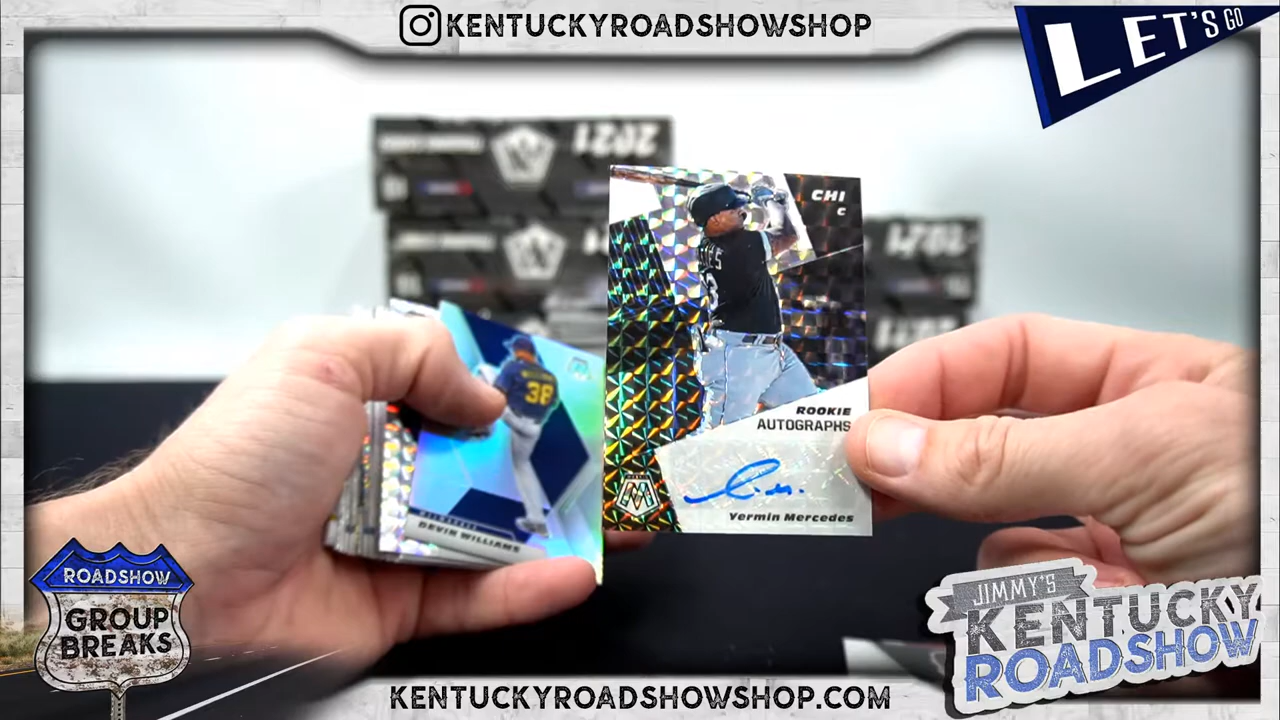 KENTUCKYROADSHOWSHOP
LET'S GO
2021
CHI
C
38
ROOKIE
AUTOGRAPHS
Yermin Mercedes
DEVIN WILLIAMS
ROADSHOW
GROUP
BREAKS
JIMMY'S
KENTUCKY
ROADSHOW
KENTUCKYROADSHOWSHOP.COM